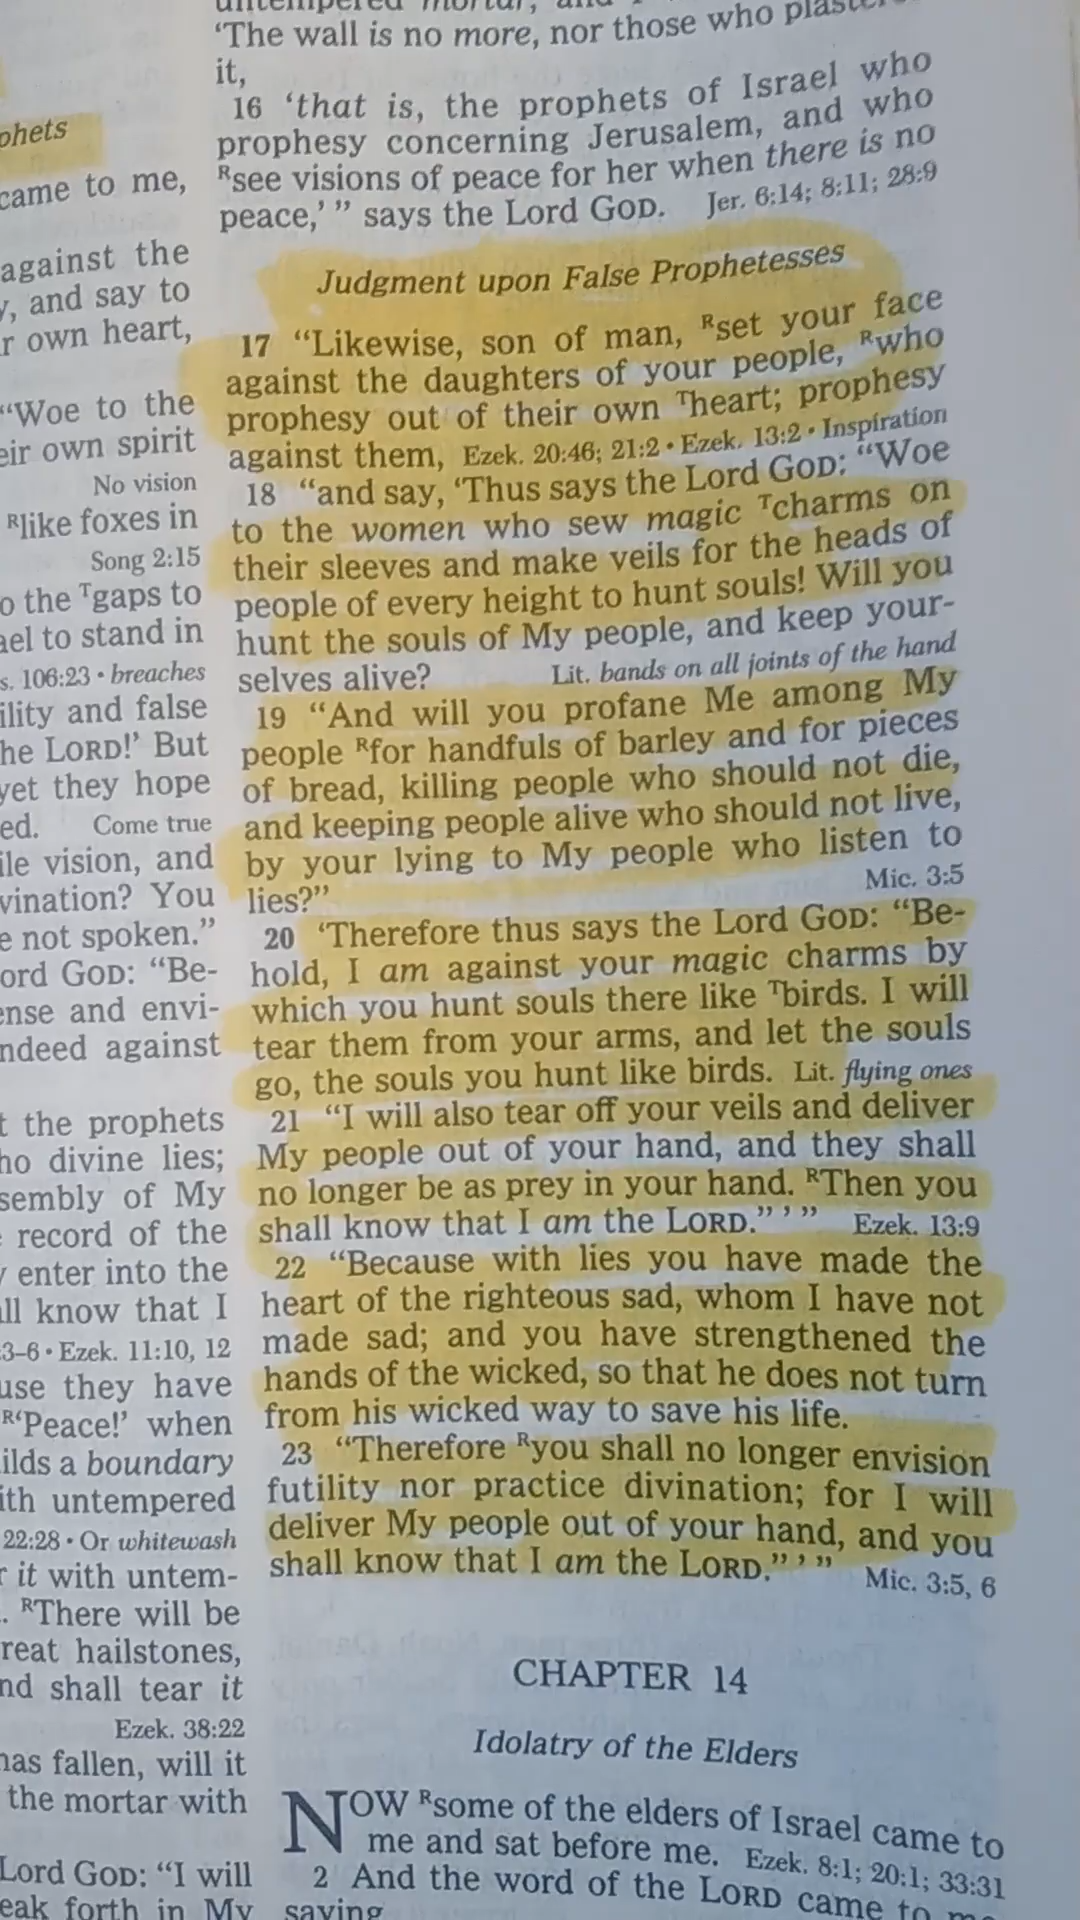 ophets
came to me,
against the
, and say to
r own heart,
"Woe to the
eir own spirit
No vision
ᴿlike foxes in
Song 2:15
o the ᵀgaps to
ael to stand in
s. 106:23 • breaches
ility and false
he LORD!' But
yet they hope
ed. Come true
ile vision, and
vination? You
e not spoken."
ord GOD: "Be-
ense and envi-
ndeed against
t the prophets
ho divine lies;
sembly of My
record of the
enter into the
all know that I
3–6 • Ezek. 11:10, 12
use they have
ᴿ'Peace!' when
ilds a boundary
ith untempered
22:28 • Or whitewash
r it with untem-
. ᴿThere will be
reat hailstones,
nd shall tear it
Ezek. 38:22
has fallen, will it
the mortar with
Lord GOD: "I will
eak forth in My
untempered mortar,
'The wall is no more, nor those who plastered
it,
16 'that is, the prophets of Israel who
prophesy concerning Jerusalem, and who
ᴿsee visions of peace for her when there is no
peace,' " says the Lord GOD. Jer. 6:14; 8:11; 28:9
Judgment upon False Prophetesses
17 "Likewise, son of man, ᴿset your face
against the daughters of your people, ᴿwho
prophesy out of their own ᵀheart; prophesy
against them, Ezek. 20:46; 21:2 • Ezek. 13:2 • Inspiration
18 "and say, 'Thus says the Lord GOD: "Woe
to the women who sew magic ᵀcharms on
their sleeves and make veils for the heads of
people of every height to hunt souls! Will you
hunt the souls of My people, and keep your-
selves alive? Lit. bands on all joints of the hand
19 "And will you profane Me among My
people ᴿfor handfuls of barley and for pieces
of bread, killing people who should not die,
and keeping people alive who should not live,
by your lying to My people who listen to
lies?" Mic. 3:5
20 'Therefore thus says the Lord GOD: "Be-
hold, I am against your magic charms by
which you hunt souls there like ᵀbirds. I will
tear them from your arms, and let the souls
go, the souls you hunt like birds. Lit. flying ones
21 "I will also tear off your veils and deliver
My people out of your hand, and they shall
no longer be as prey in your hand. ᴿThen you
shall know that I am the LORD." ' " Ezek. 13:9
22 "Because with lies you have made the
heart of the righteous sad, whom I have not
made sad; and you have strengthened the
hands of the wicked, so that he does not turn
from his wicked way to save his life.
23 "Therefore ᴿyou shall no longer envision
futility nor practice divination; for I will
deliver My people out of your hand, and you
shall know that I am the LORD." ' " Mic. 3:5, 6
CHAPTER 14
Idolatry of the Elders
NOW ᴿsome of the elders of Israel came to
me and sat before me. Ezek. 8:1; 20:1; 33:31
2 And the word of the LORD came to me,
saying